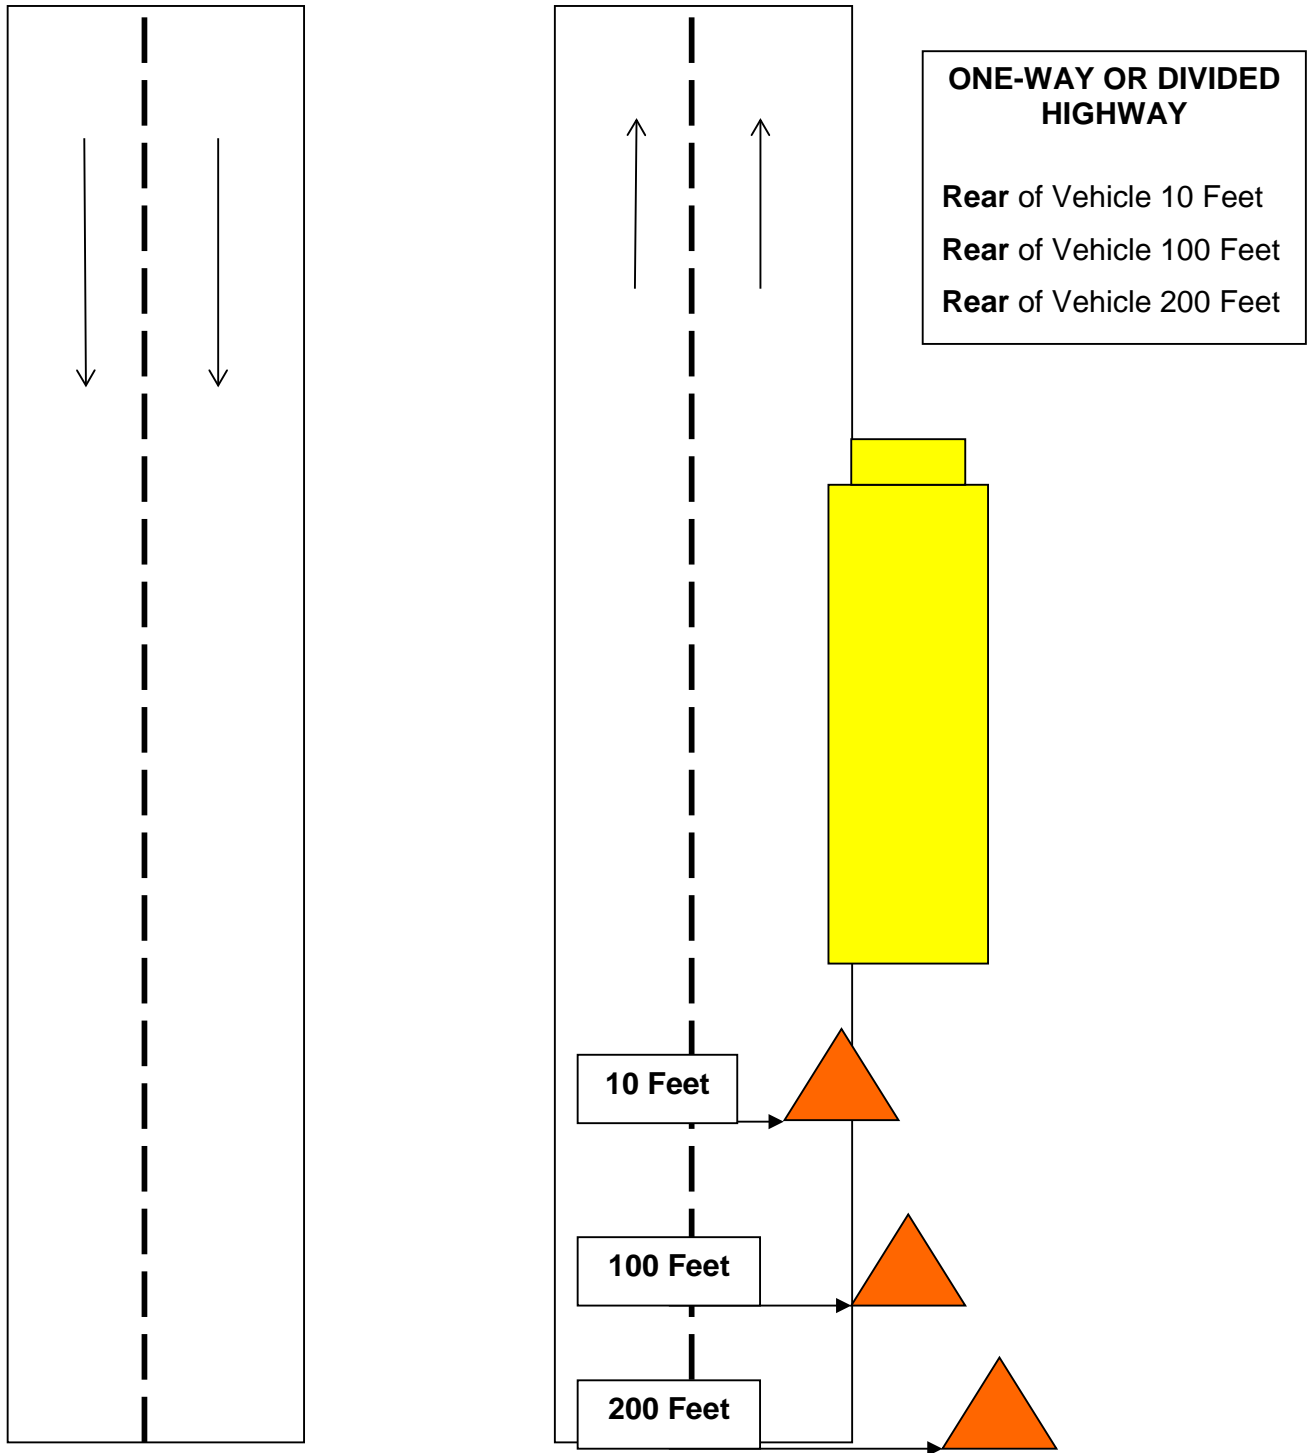 ONE-WAY OR DIVIDED
HIGHWAY
Rear of Vehicle 10 Feet
Rear of Vehicle 100 Feet
Rear of Vehicle 200 Feet
10 Feet
100 Feet
200 Feet